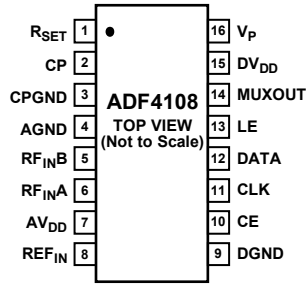 RSET 1
CP 2
CPGND 3
AGND 4
RFINB 5
RFINA 6
AVDD 7
REFIN 8
ADF4108
TOP VIEW
(Not to Scale)
16 VP
15 DVDD
14 MUXOUT
13 LE
12 DATA
11 CLK
10 CE
9 DGND